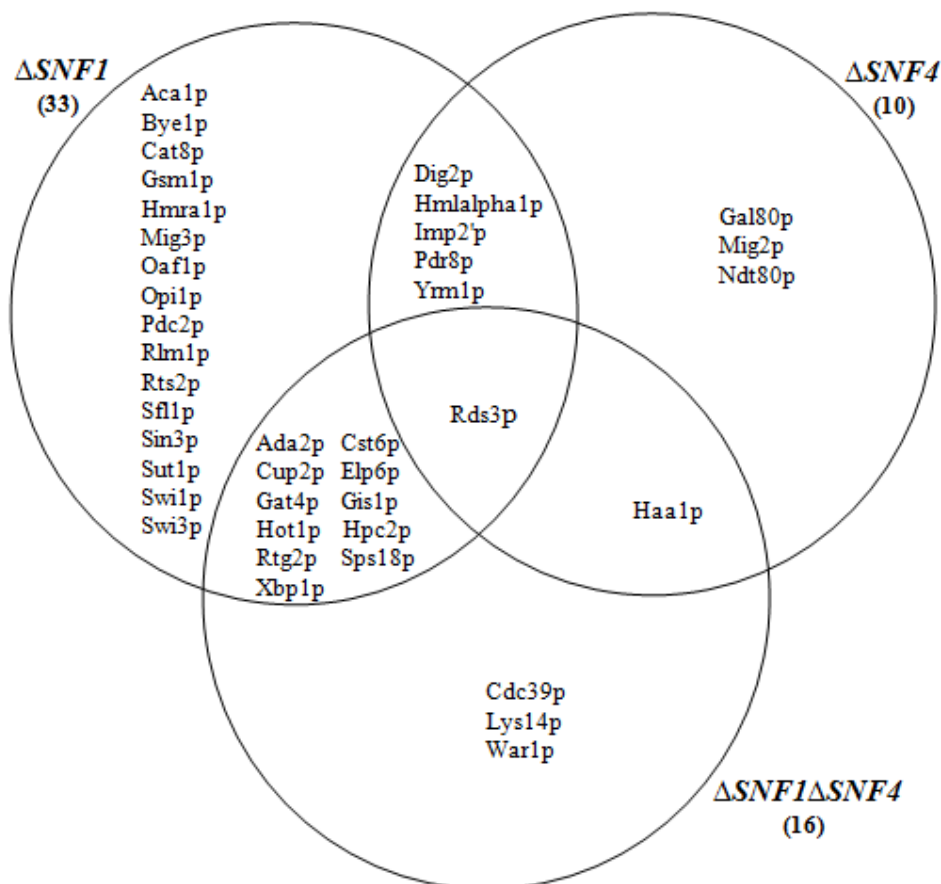 ΔSNF1
(33)
Aca1p
Bye1p
Cat8p
Gsm1p
Hmra1p
Mig3p
Oaf1p
Opi1p
Pdc2p
Rlm1p
Rts2p
Sfl1p
Sin3p
Sut1p
Swi1p
Swi3p
Dig2p
Hmlalpha1p
Imp2'p
Pdr8p
Yrm1p
ΔSNF4
(10)
Gal80p
Mig2p
Ndt80p
Rds3p
Ada2p Cst6p
Cup2p Elp6p
Gat4p Gis1p
Hot1p Hpc2p
Rtg2p Sps18p
Xbp1p
Haa1p
Cdc39p
Lys14p
War1p
ΔSNF1ΔSNF4
(16)